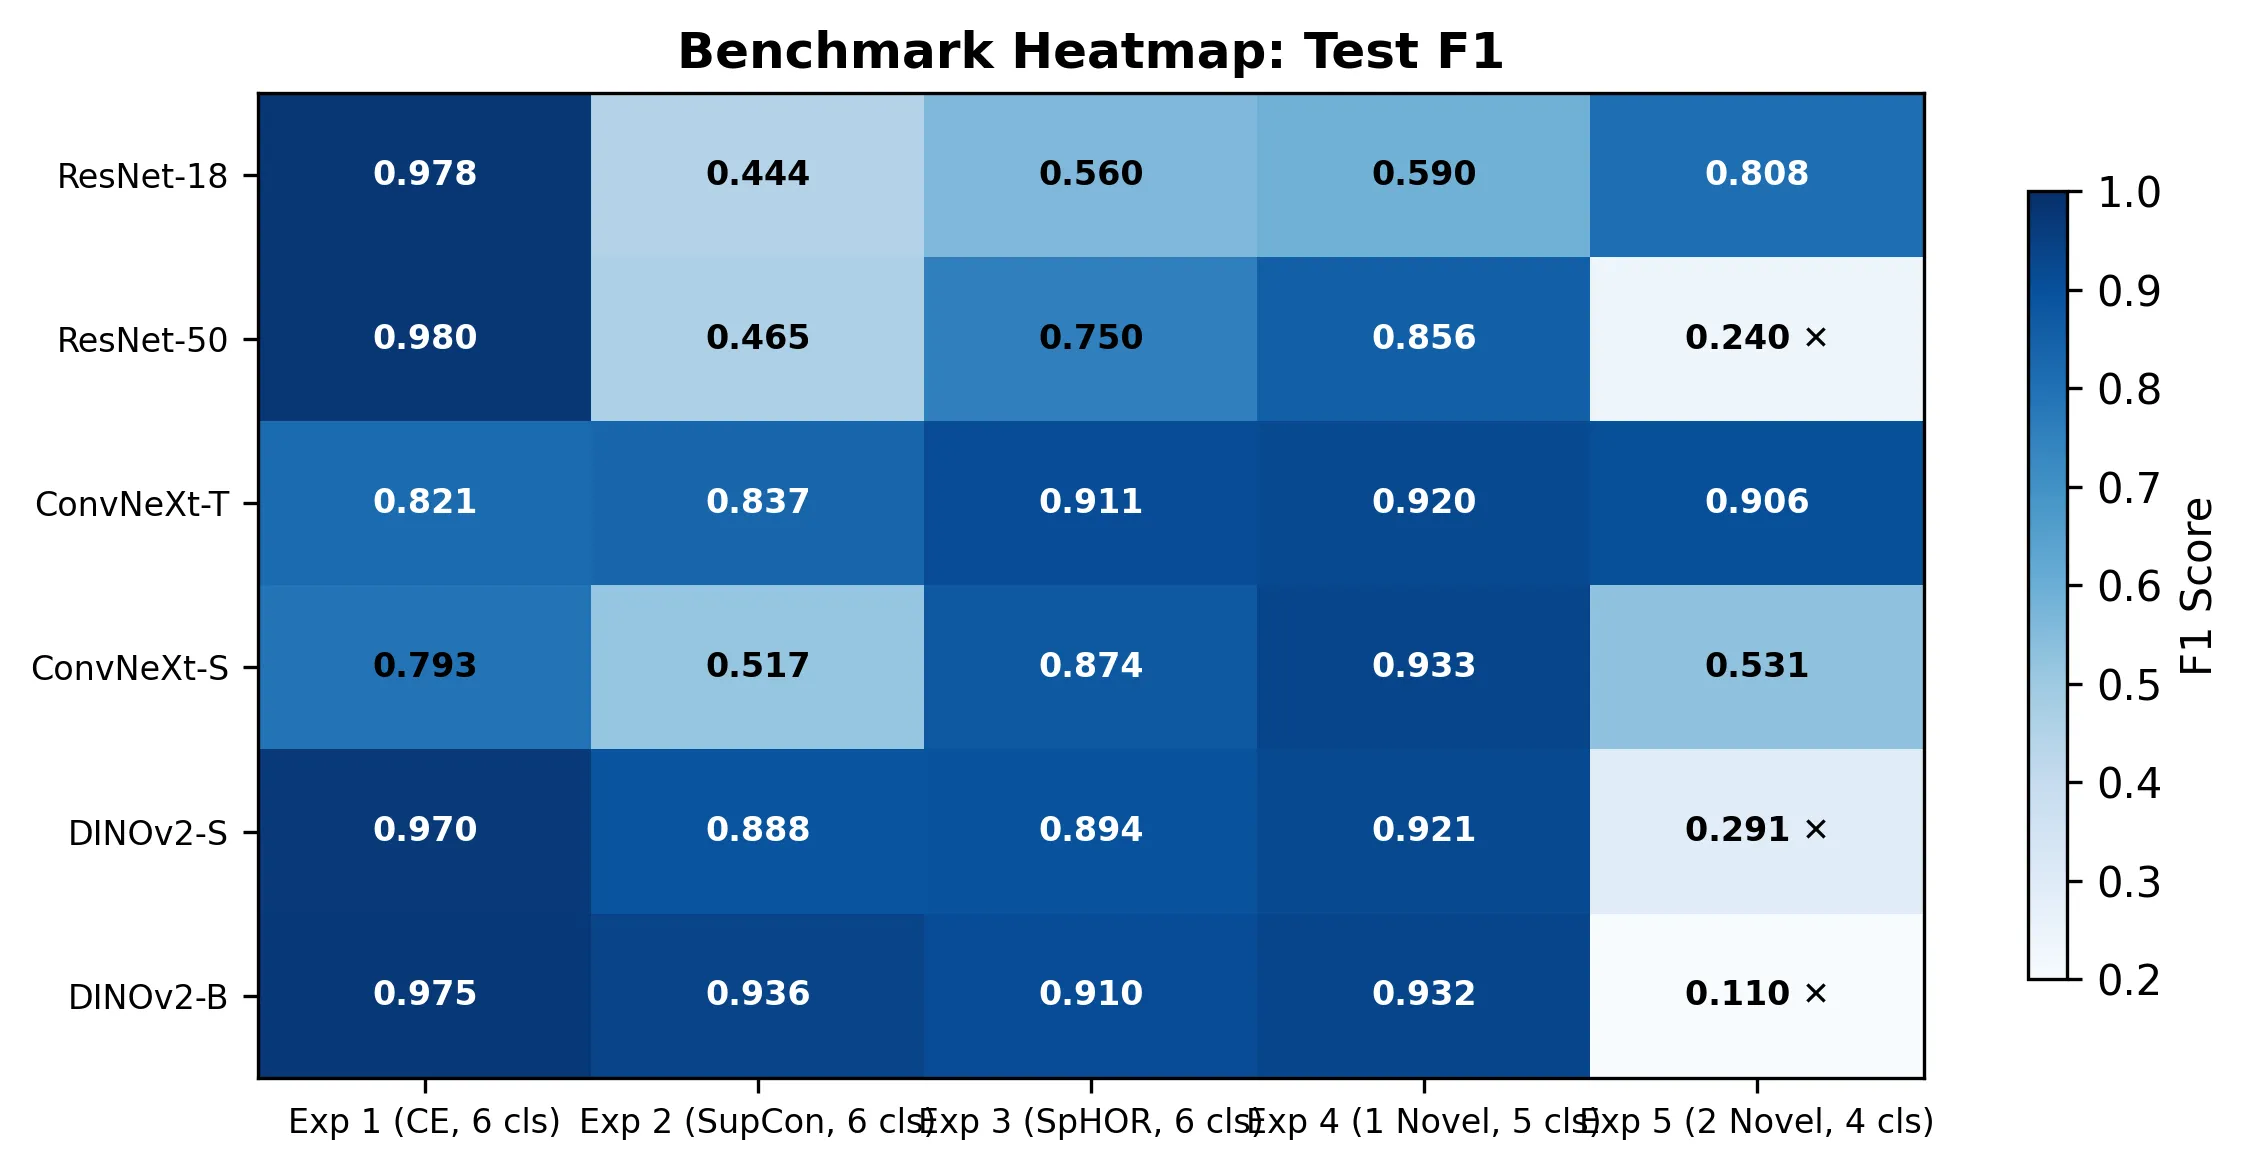 Benchmark Heatmap: Test F1
ResNet-18 0.978 0.444 0.560 0.590 0.808
ResNet-50 0.980 0.465 0.750 0.856 0.240 ×
ConvNeXt-T 0.821 0.837 0.911 0.920 0.906
ConvNeXt-S 0.793 0.517 0.874 0.933 0.531
DINOv2-S 0.970 0.888 0.894 0.921 0.291 ×
DINOv2-B 0.975 0.936 0.910 0.932 0.110 ×
Exp 1 (CE, 6 cls) Exp 2 (SupCon, 6 cls) Exp 3 (SpHOR, 6 cls) Exp 4 (1 Novel, 5 cls) Exp 5 (2 Novel, 4 cls)
1.0
0.9
0.8
0.7
0.6
0.5
0.4
0.3
0.2
F1 Score